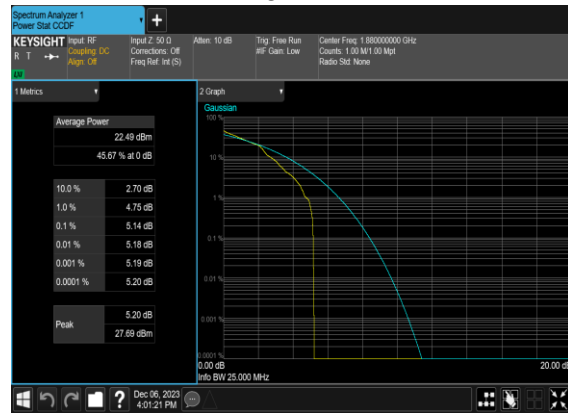 Spectrum Analyzer 1
Power Stat CCDF
+
KEYSIGHT
R T
LU
Input: RF
Coupling: DC
Align: Off
Input Z: 50 Ω
Corrections: Off
Freq Ref: Int (S)
Atten: 10 dB
Trig: Free Run
#IF Gain: Low
Center Freq: 1.880000000 GHz
Counts: 1.00 M/1.00 Mpt
Radio Std: None
1 Metrics
Average Power
22.49 dBm
45.67 % at 0 dB
10.0 % 2.70 dB
1.0 % 4.75 dB
0.1 % 5.14 dB
0.01 % 5.18 dB
0.001 % 5.19 dB
0.0001 % 5.20 dB
Peak
5.20 dB
27.69 dBm
2 Graph
Gaussian
100 %
10 %
1 %
0.1 %
0.01 %
0.001 %
0.0001 %
0.00 dB
20.00 dB
Info BW 25.000 MHz
?
Dec 06, 2023
4:01:21 PM